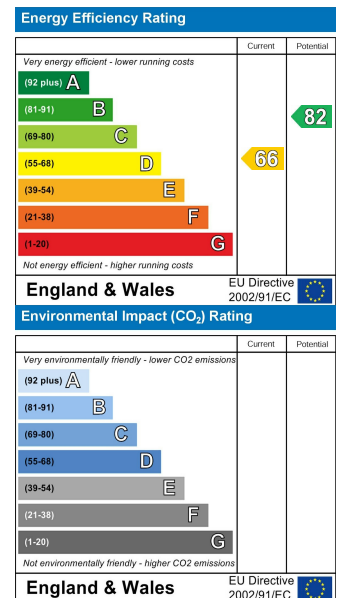 Energy Efficiency Rating
Current Potential
Very energy efficient - lower running costs
(92 plus) A
(81-91) B
82
(69-80) C
(55-68) D
66
(39-54) E
(21-38) F
(1-20) G
Not energy efficient - higher running costs
England & Wales
EU Directive
2002/91/EC
Environmental Impact (CO2) Rating
Current Potential
Very environmentally friendly - lower CO2 emissions
(92 plus) A
(81-91) B
(69-80) C
(55-68) D
(39-54) E
(21-38) F
(1-20) G
Not environmentally friendly - higher CO2 emissions
England & Wales
EU Directive
2002/91/EC